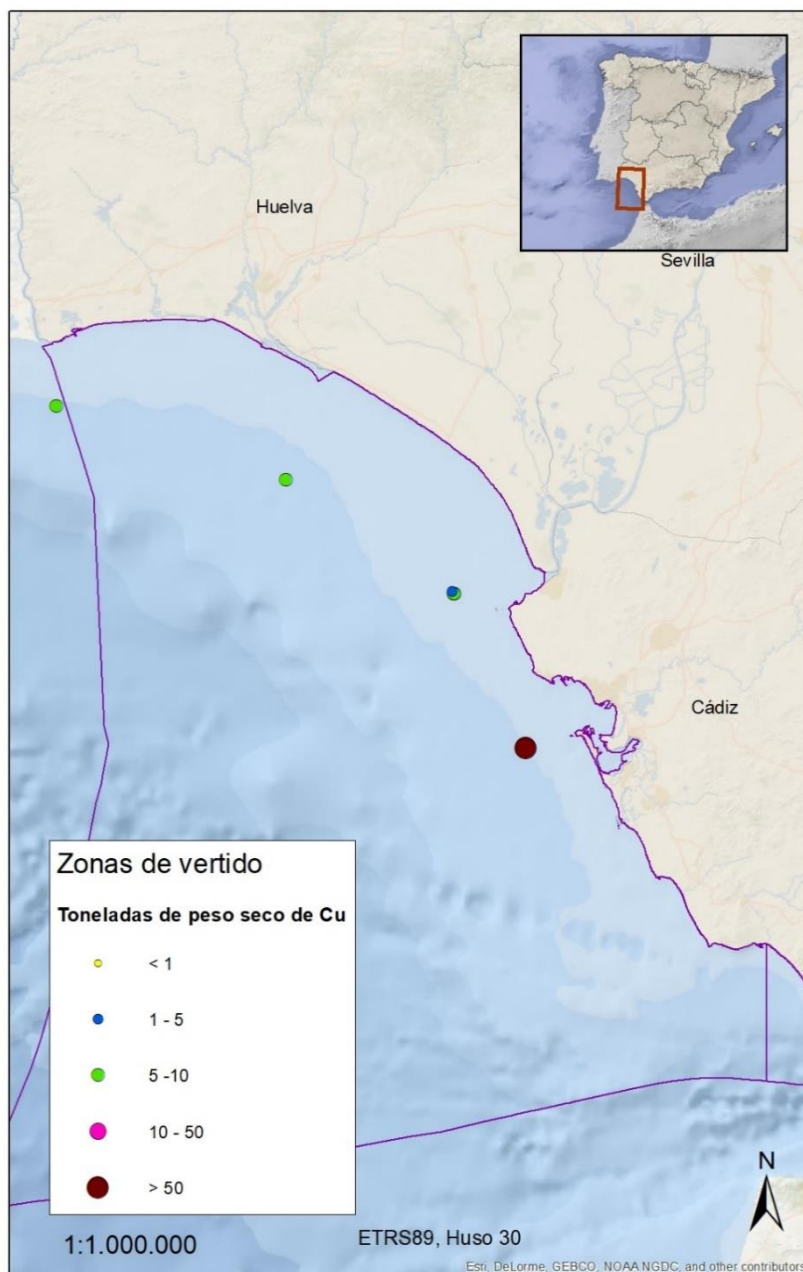 Huelva
Sevilla
Cádiz
Zonas de vertido
Toneladas de peso seco de Cu
< 1
1 - 5
5 -10
10 - 50
> 50
N
1:1.000.000
ETRS89, Huso 30
Esri, DeLorme, GEBCO, NOAA NGDC, and other contributors